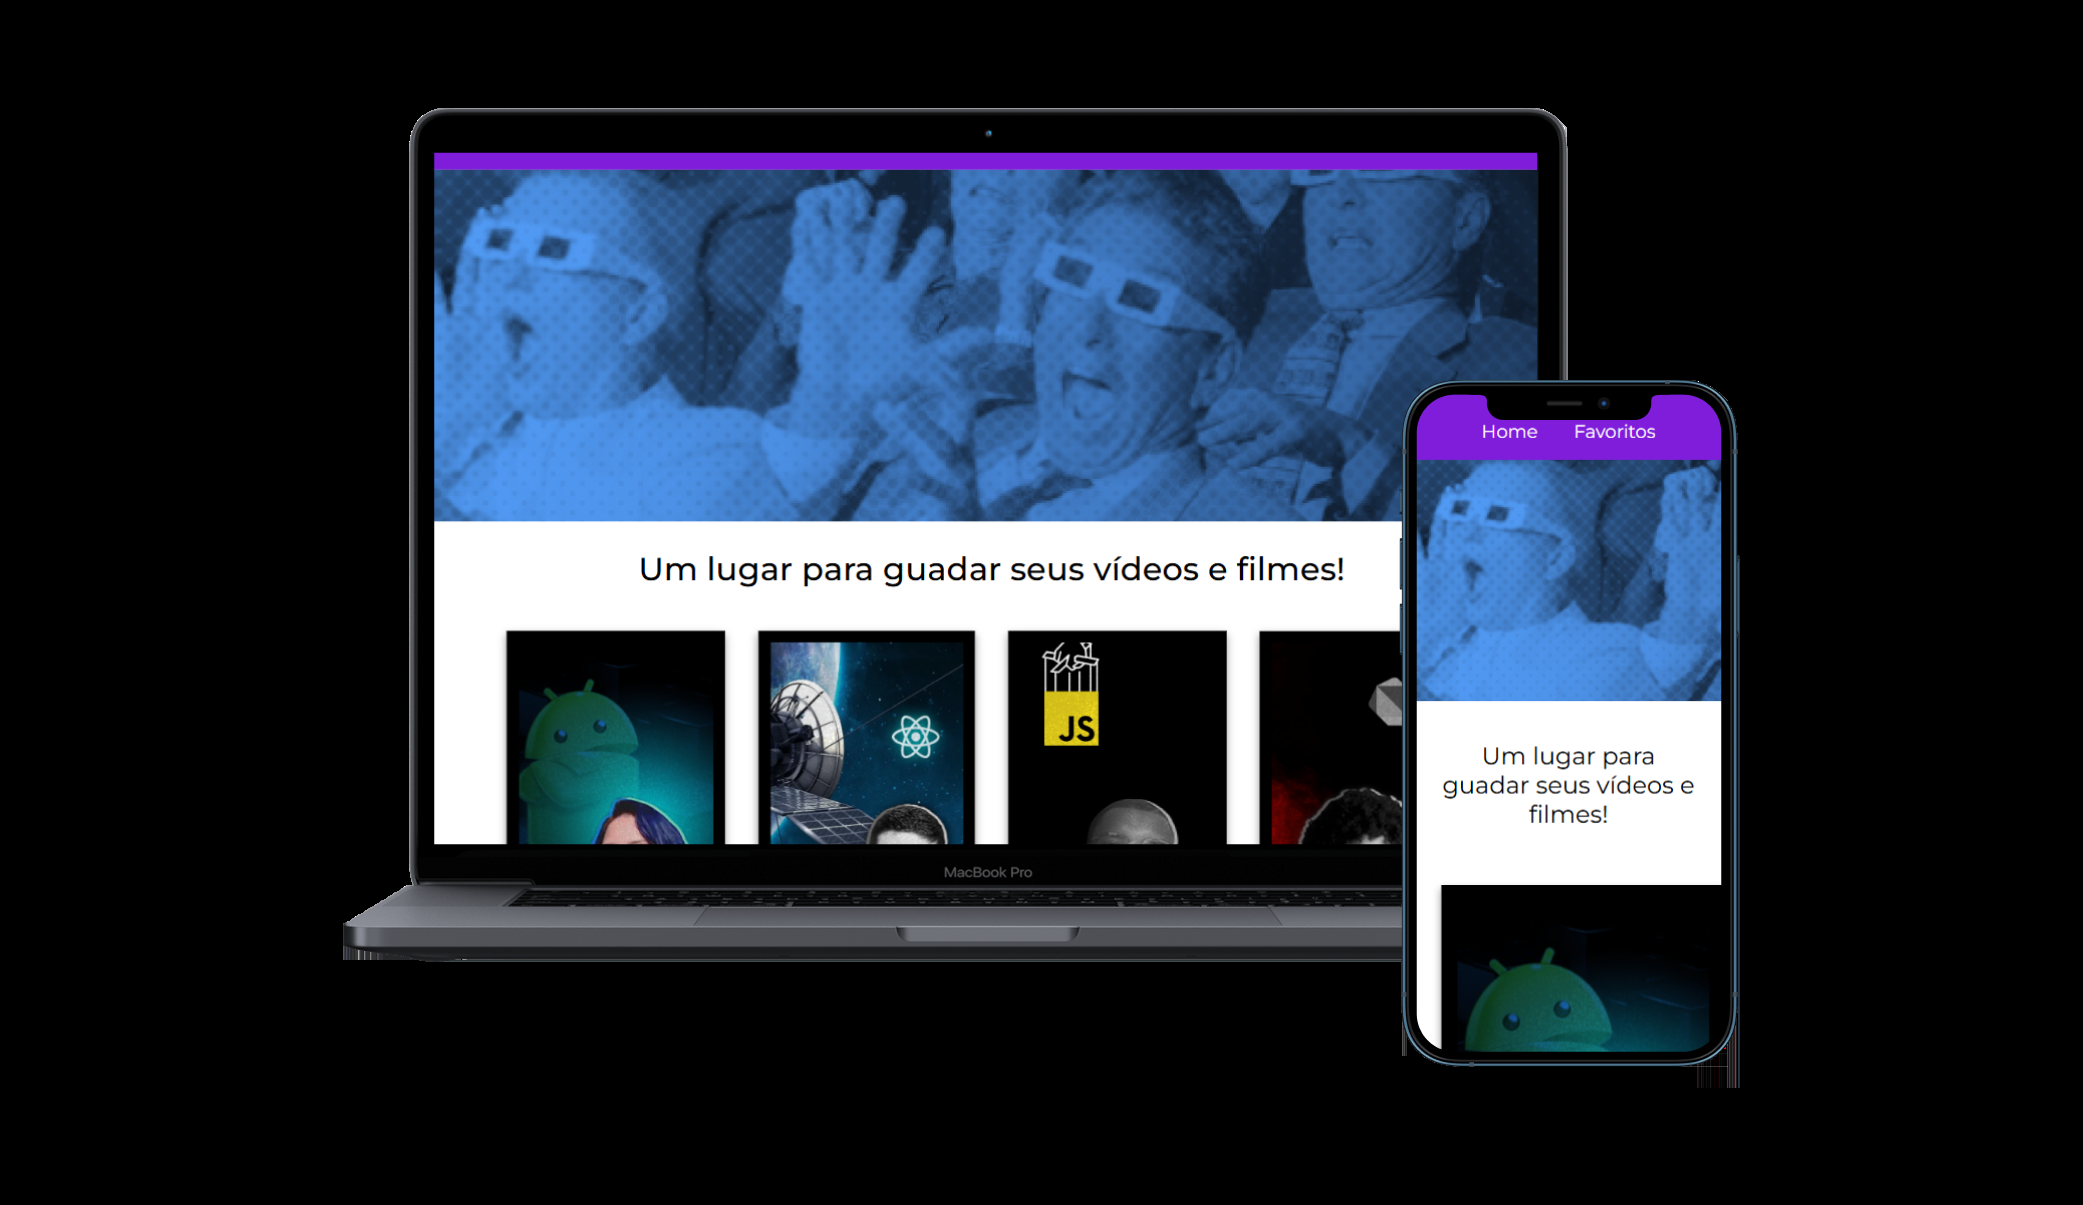 Um lugar para guadar seus vídeos e filmes!
JS
MacBook Pro
Home Favoritos
Um lugar para
guadar seus vídeos e
filmes!